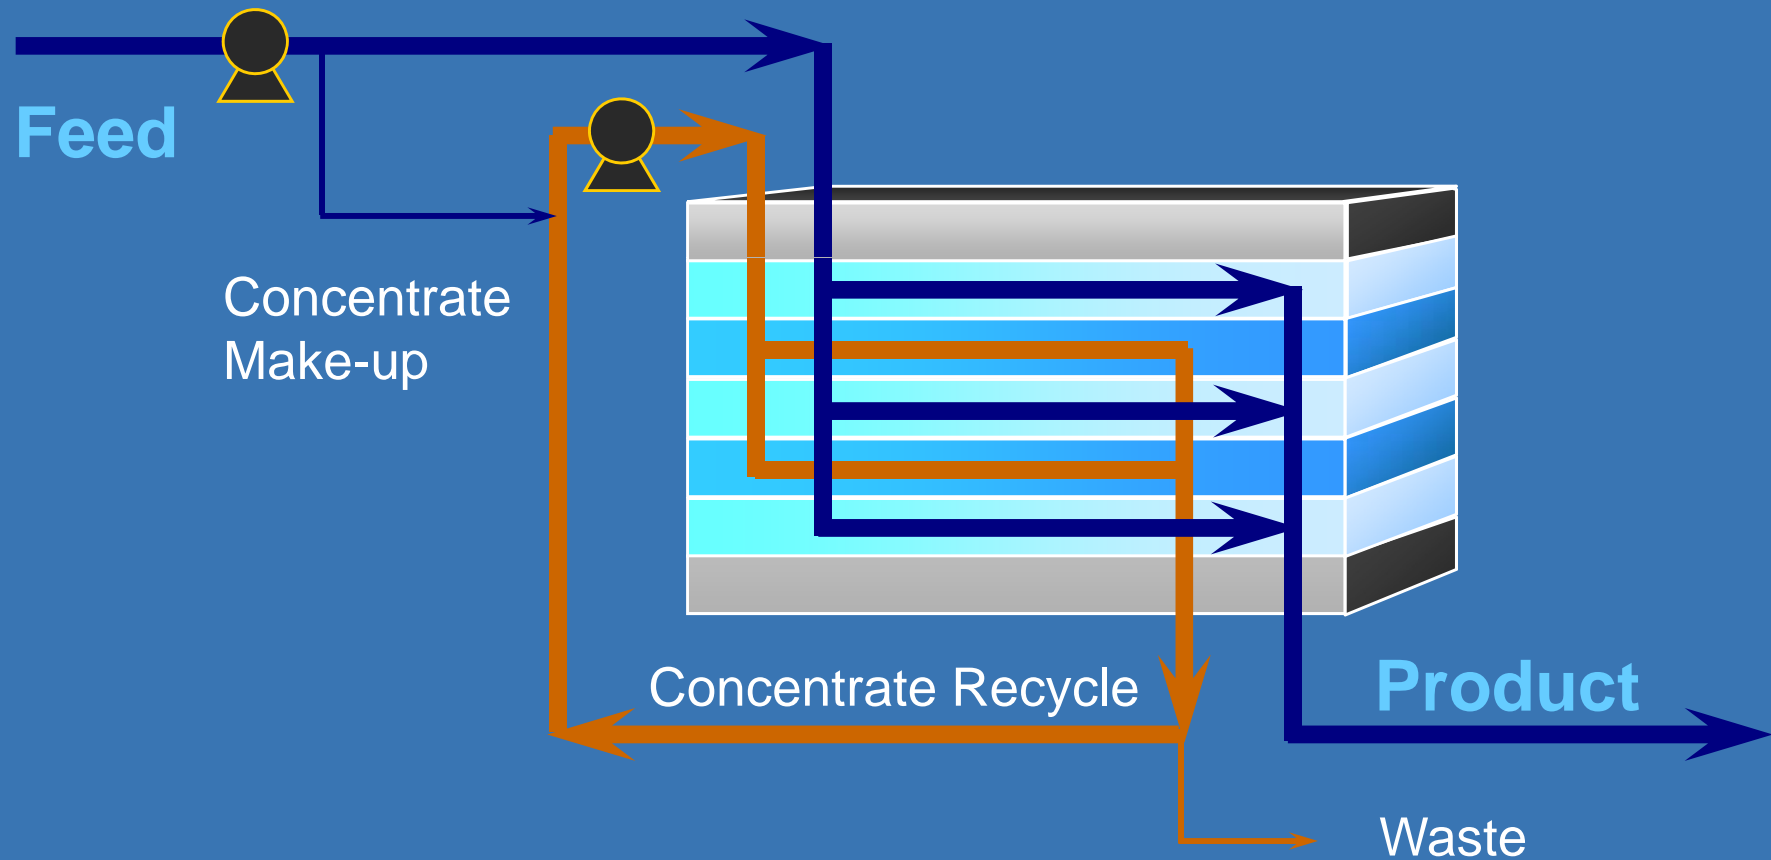 Feed
Concentrate
Make-up
Concentrate Recycle
Product
Waste